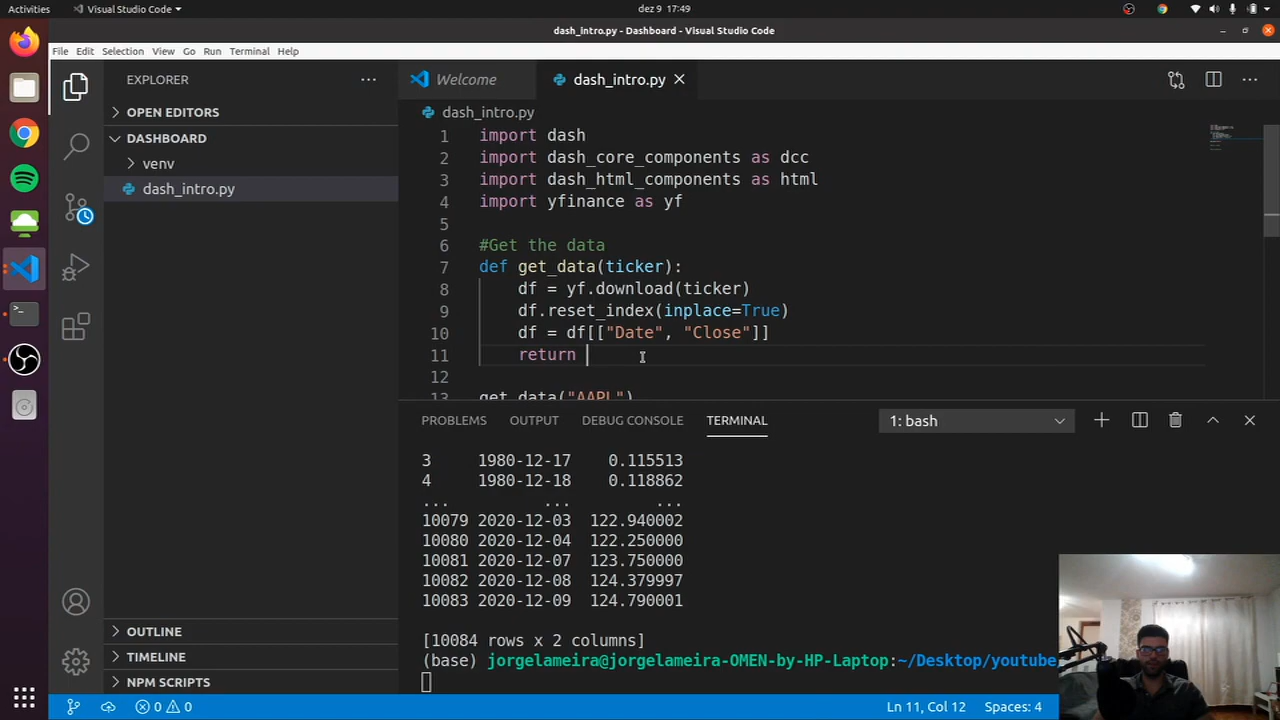 Activities
Visual Studio Code
dez 9 17:49
dash_intro.py - Dashboard - Visual Studio Code
File Edit Selection View Go Run Terminal Help
EXPLORER
OPEN EDITORS
DASHBOARD
venv
dash_intro.py
OUTLINE
TIMELINE
NPM SCRIPTS
Welcome
dash_intro.py
dash_intro.py
1 import dash
2 import dash_core_components as dcc
3 import dash_html_components as html
4 import yfinance as yf
5
6 #Get the data
7 def get_data(ticker):
8 df = yf.download(ticker)
9 df.reset_index(inplace=True)
10 df = df[["Date", "Close"]]
11 return
12
13 get_data("AAPL")
PROBLEMS OUTPUT DEBUG CONSOLE TERMINAL
1: bash
3 1980-12-17 0.115513
4 1980-12-18 0.118862
... ... ...
10079 2020-12-03 122.940002
10080 2020-12-04 122.250000
10081 2020-12-07 123.750000
10082 2020-12-08 124.379997
10083 2020-12-09 124.790001
[10084 rows x 2 columns]
(base) jorgelameira@jorgelameira-OMEN-by-HP-Laptop:~/Desktop/youtube
0 0
Ln 11, Col 12
Spaces: 4